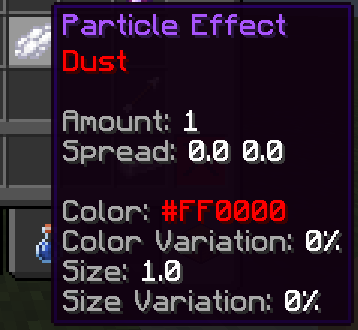 Particle Effect
Dust
Amount: 1
Spread: 0.0 0.0
Color: #FF0000
Color Variation: 0%
Size: 1.0
Size Variation: 0%